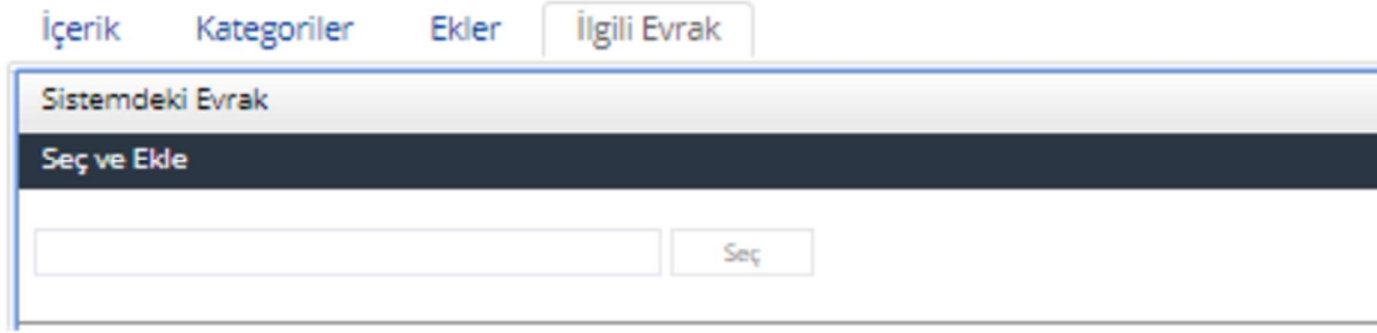 İçerik Kategoriler Ekler İlgili Evrak
Sistemdeki Evrak
Seç ve Ekle
Seç